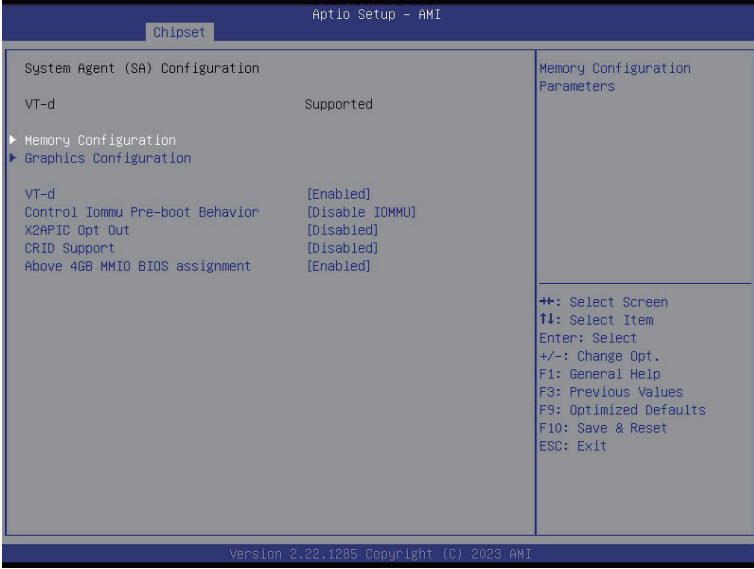 Aptio Setup – AMI
Chipset
System Agent (SA) Configuration
VT-d Supported
Memory Configuration
Graphics Configuration
VT-d [Enabled]
Control Iommu Pre-boot Behavior [Disable IOMMU]
X2APIC Opt Out [Disabled]
CRID Support [Disabled]
Above 4GB MMIO BIOS assignment [Enabled]
Memory Configuration
Parameters
→←: Select Screen
↑↓: Select Item
Enter: Select
+/-: Change Opt.
F1: General Help
F3: Previous Values
F9: Optimized Defaults
F10: Save & Reset
ESC: Exit
Version 2.22.1285 Copyright (C) 2023 AMI